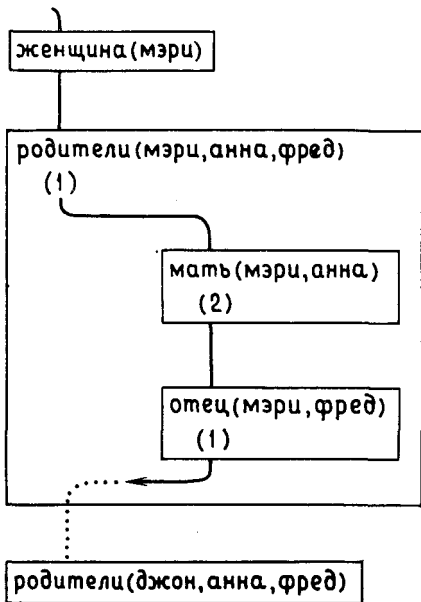 женщина(мэри)
родители(мэри,анна,фред)
(1)
мать(мэри,анна)
(2)
отец(мэри,фред)
(1)
родители(джон,анна,фред)